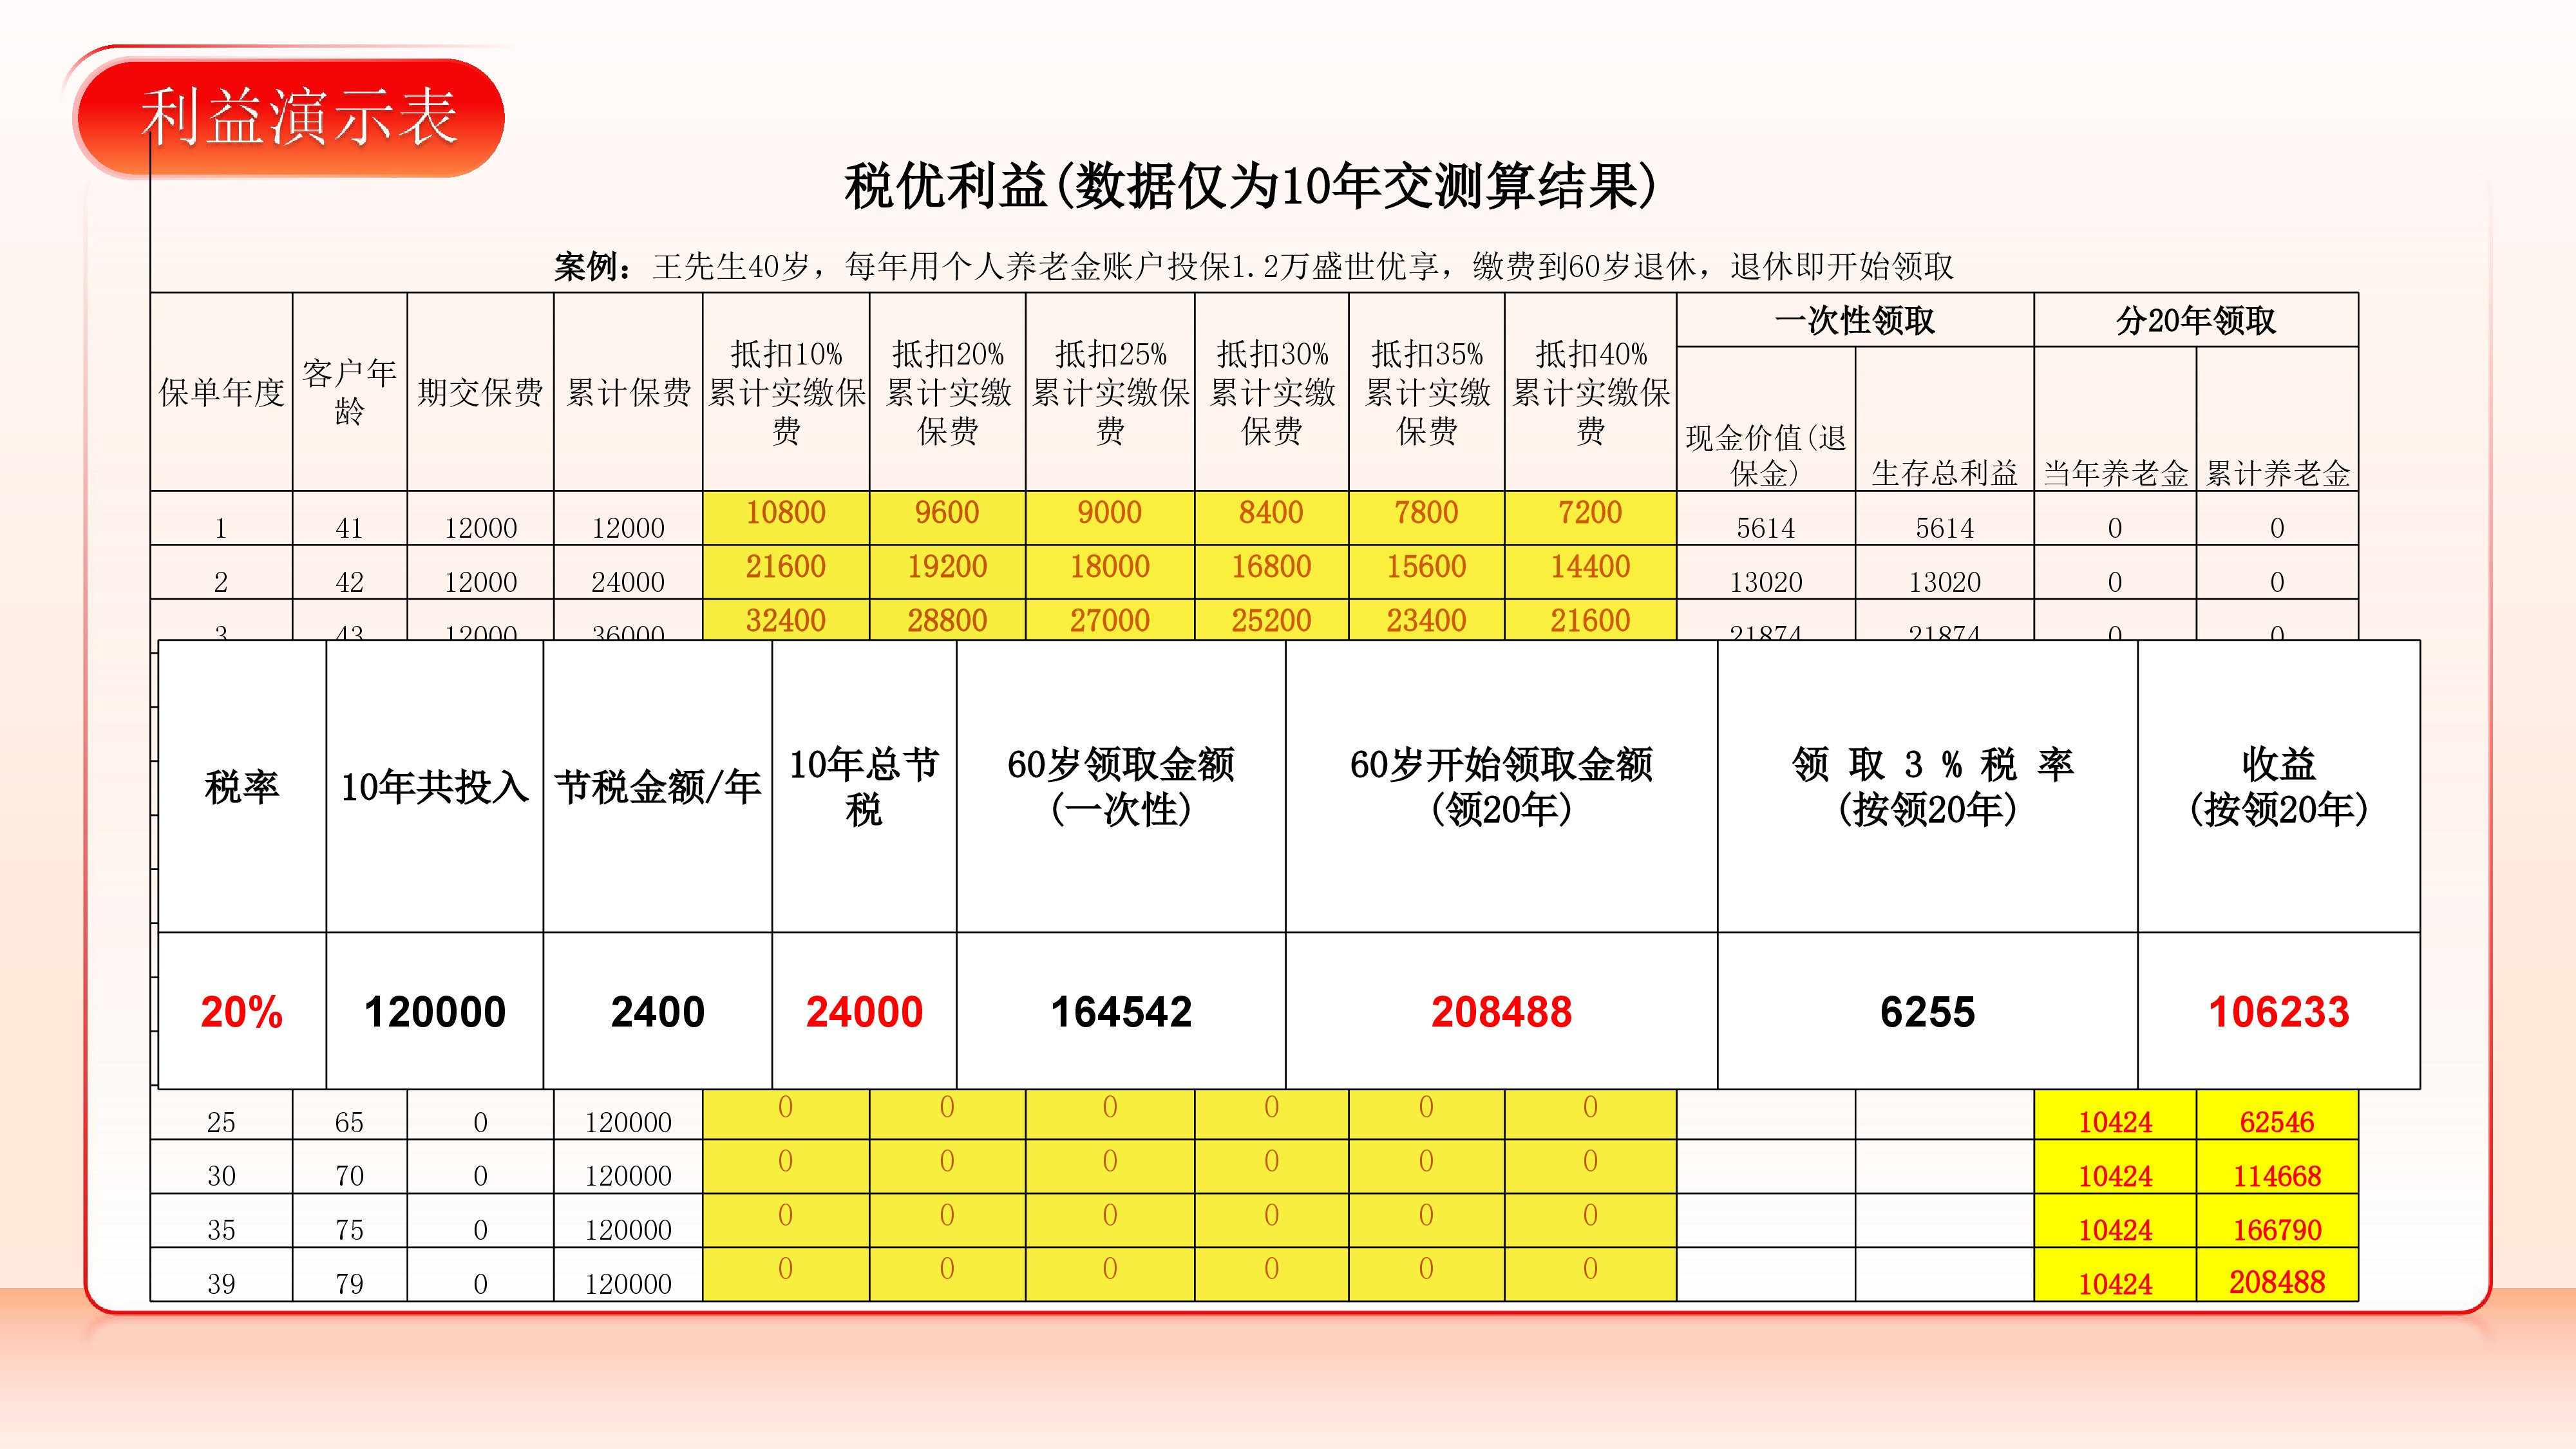 利益演示表
税优利益(数据仅为10年交测算结果)
案例：王先生40岁，每年用个人养老金账户投保1.2万盛世优享，缴费到60岁退休，退休即开始领取
保单年度 客户年龄 期交保费 累计保费 抵扣10%累计实缴保费 抵扣20%累计实缴保费 抵扣25%累计实缴保费 抵扣30%累计实缴保费 抵扣35%累计实缴保费 抵扣40%累计实缴保费 一次性领取 分20年领取
现金价值(退保金) 生存总利益 当年养老金 累计养老金
1 41 12000 12000 10800 9600 9000 8400 7800 7200 5614 5614 0 0
2 42 12000 24000 21600 19200 18000 16800 15600 14400 13020 13020 0 0
3 43 12000 36000 32400 28800 27000 25200 23400 21600 21874 21874 0 0
税率 10年共投入 节税金额/年 10年总节税 60岁领取金额(一次性) 60岁开始领取金额(领20年) 领 取 3 % 税 率(按领20年) 收益(按领20年)
20% 120000 2400 24000 164542 208488 6255 106233
25 65 0 120000 0 0 0 0 0 0 10424 62546
30 70 0 120000 0 0 0 0 0 0 10424 114668
35 75 0 120000 0 0 0 0 0 0 10424 166790
39 79 0 120000 0 0 0 0 0 0 10424 208488